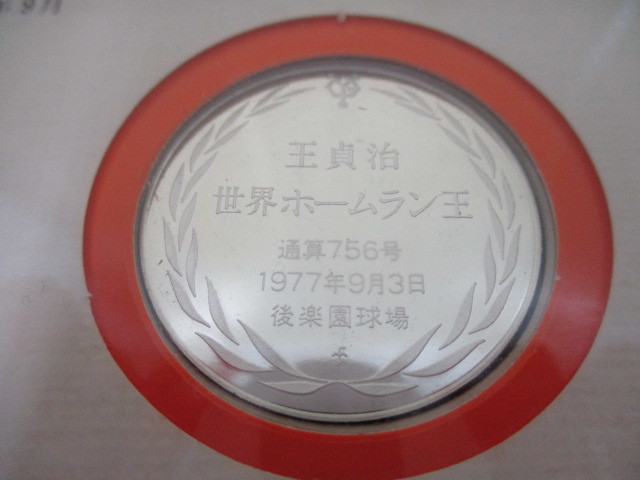 王貞治
世界ホームラン王
通算756号
1977年9月3日
後楽園球場